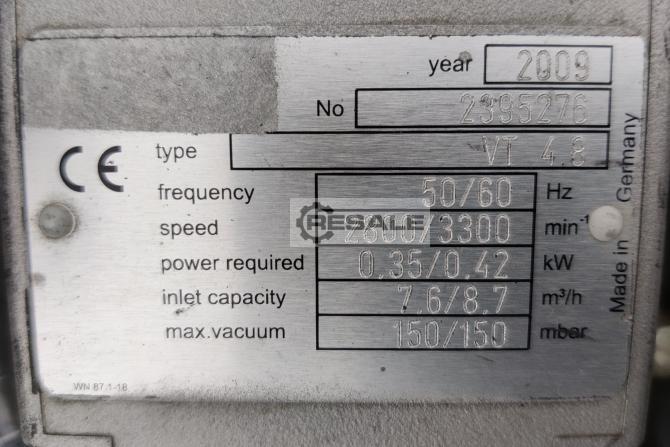 year 2009
No 2395276
CE type VT 4.8
frequency 50/60 Hz
RESALE
speed 2800/3300 min⁻¹
power required 0.35/0.42 kW
inlet capacity 7.6/8.7 m³/h
max.vacuum 150/150 mbar
Made in Germany
WN 87.1-18